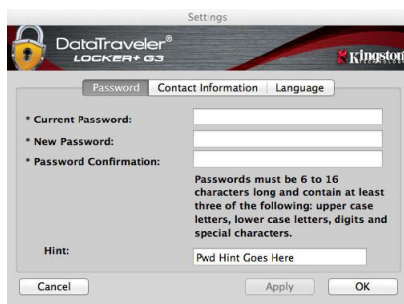 Settings
DataTraveler®
LOCKER+ G3
Kingston
TECHNOLOGY
Password Contact Information Language
* Current Password:
* New Password:
* Password Confirmation:
Passwords must be 6 to 16
characters long and contain at least
three of the following: upper case
letters, lower case letters, digits and
special characters.
Hint: Pwd Hint Goes Here
Cancel Apply OK